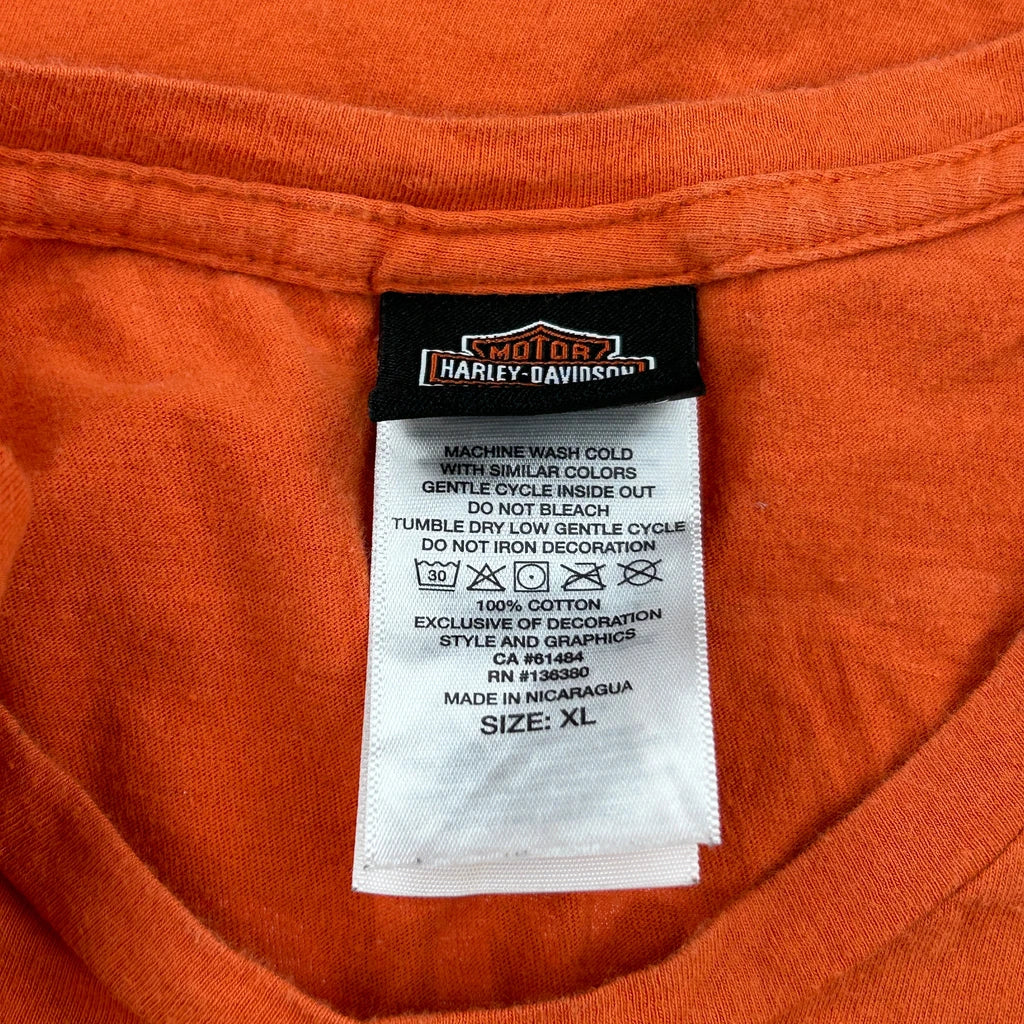 MOTOR
HARLEY-DAVIDSON
MACHINE WASH COLD
WITH SIMILAR COLORS
GENTLE CYCLE INSIDE OUT
DO NOT BLEACH
TUMBLE DRY LOW GENTLE CYCLE
DO NOT IRON DECORATION
30
100% COTTON
EXCLUSIVE OF DECORATION
STYLE AND GRAPHICS
CA #61484
RN #136380
MADE IN NICARAGUA
SIZE: XL